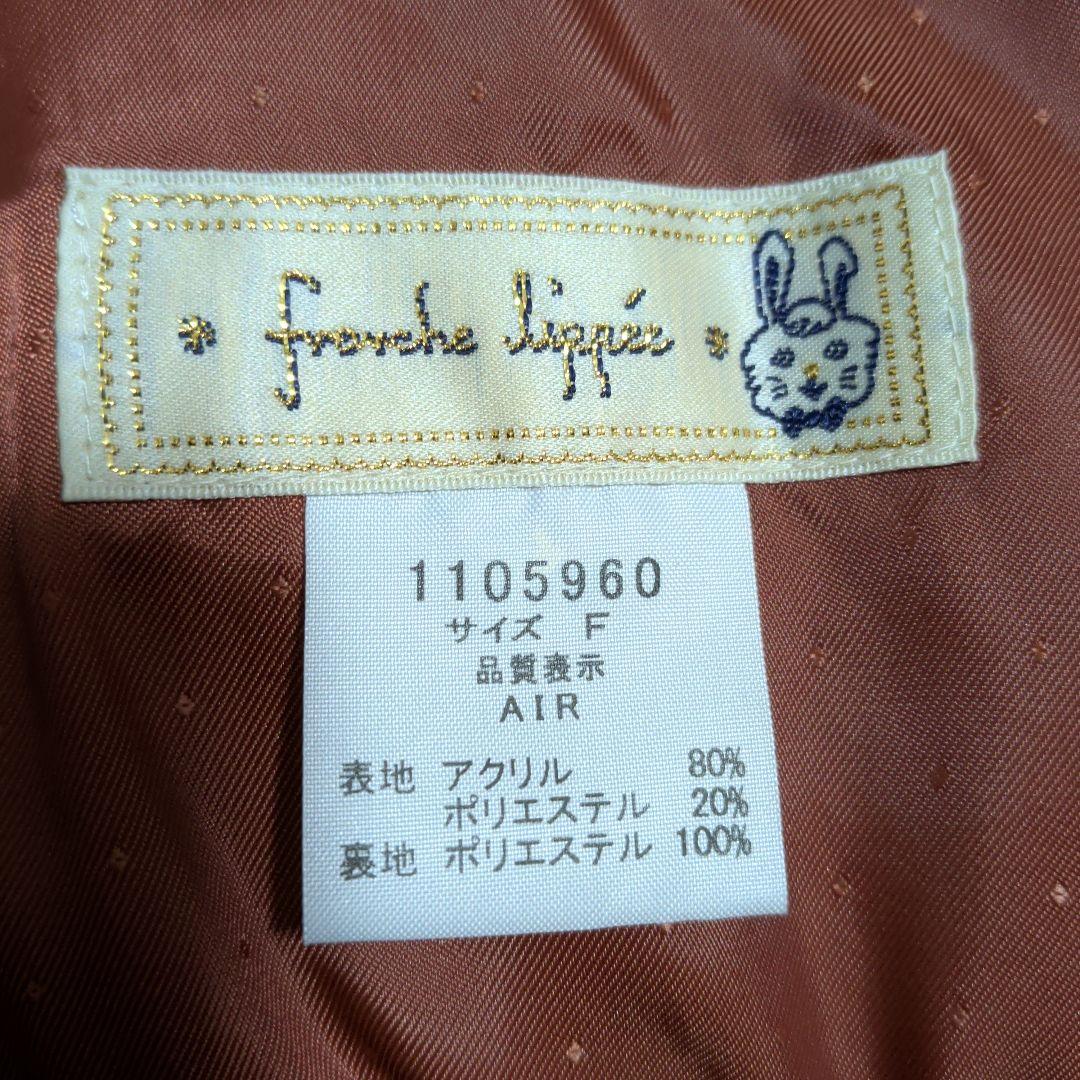 franche lippée
1105960
サイズ F
品質表示
AIR
表地 アクリル 80%
ポリエステル 20%
裏地 ポリエステル 100%